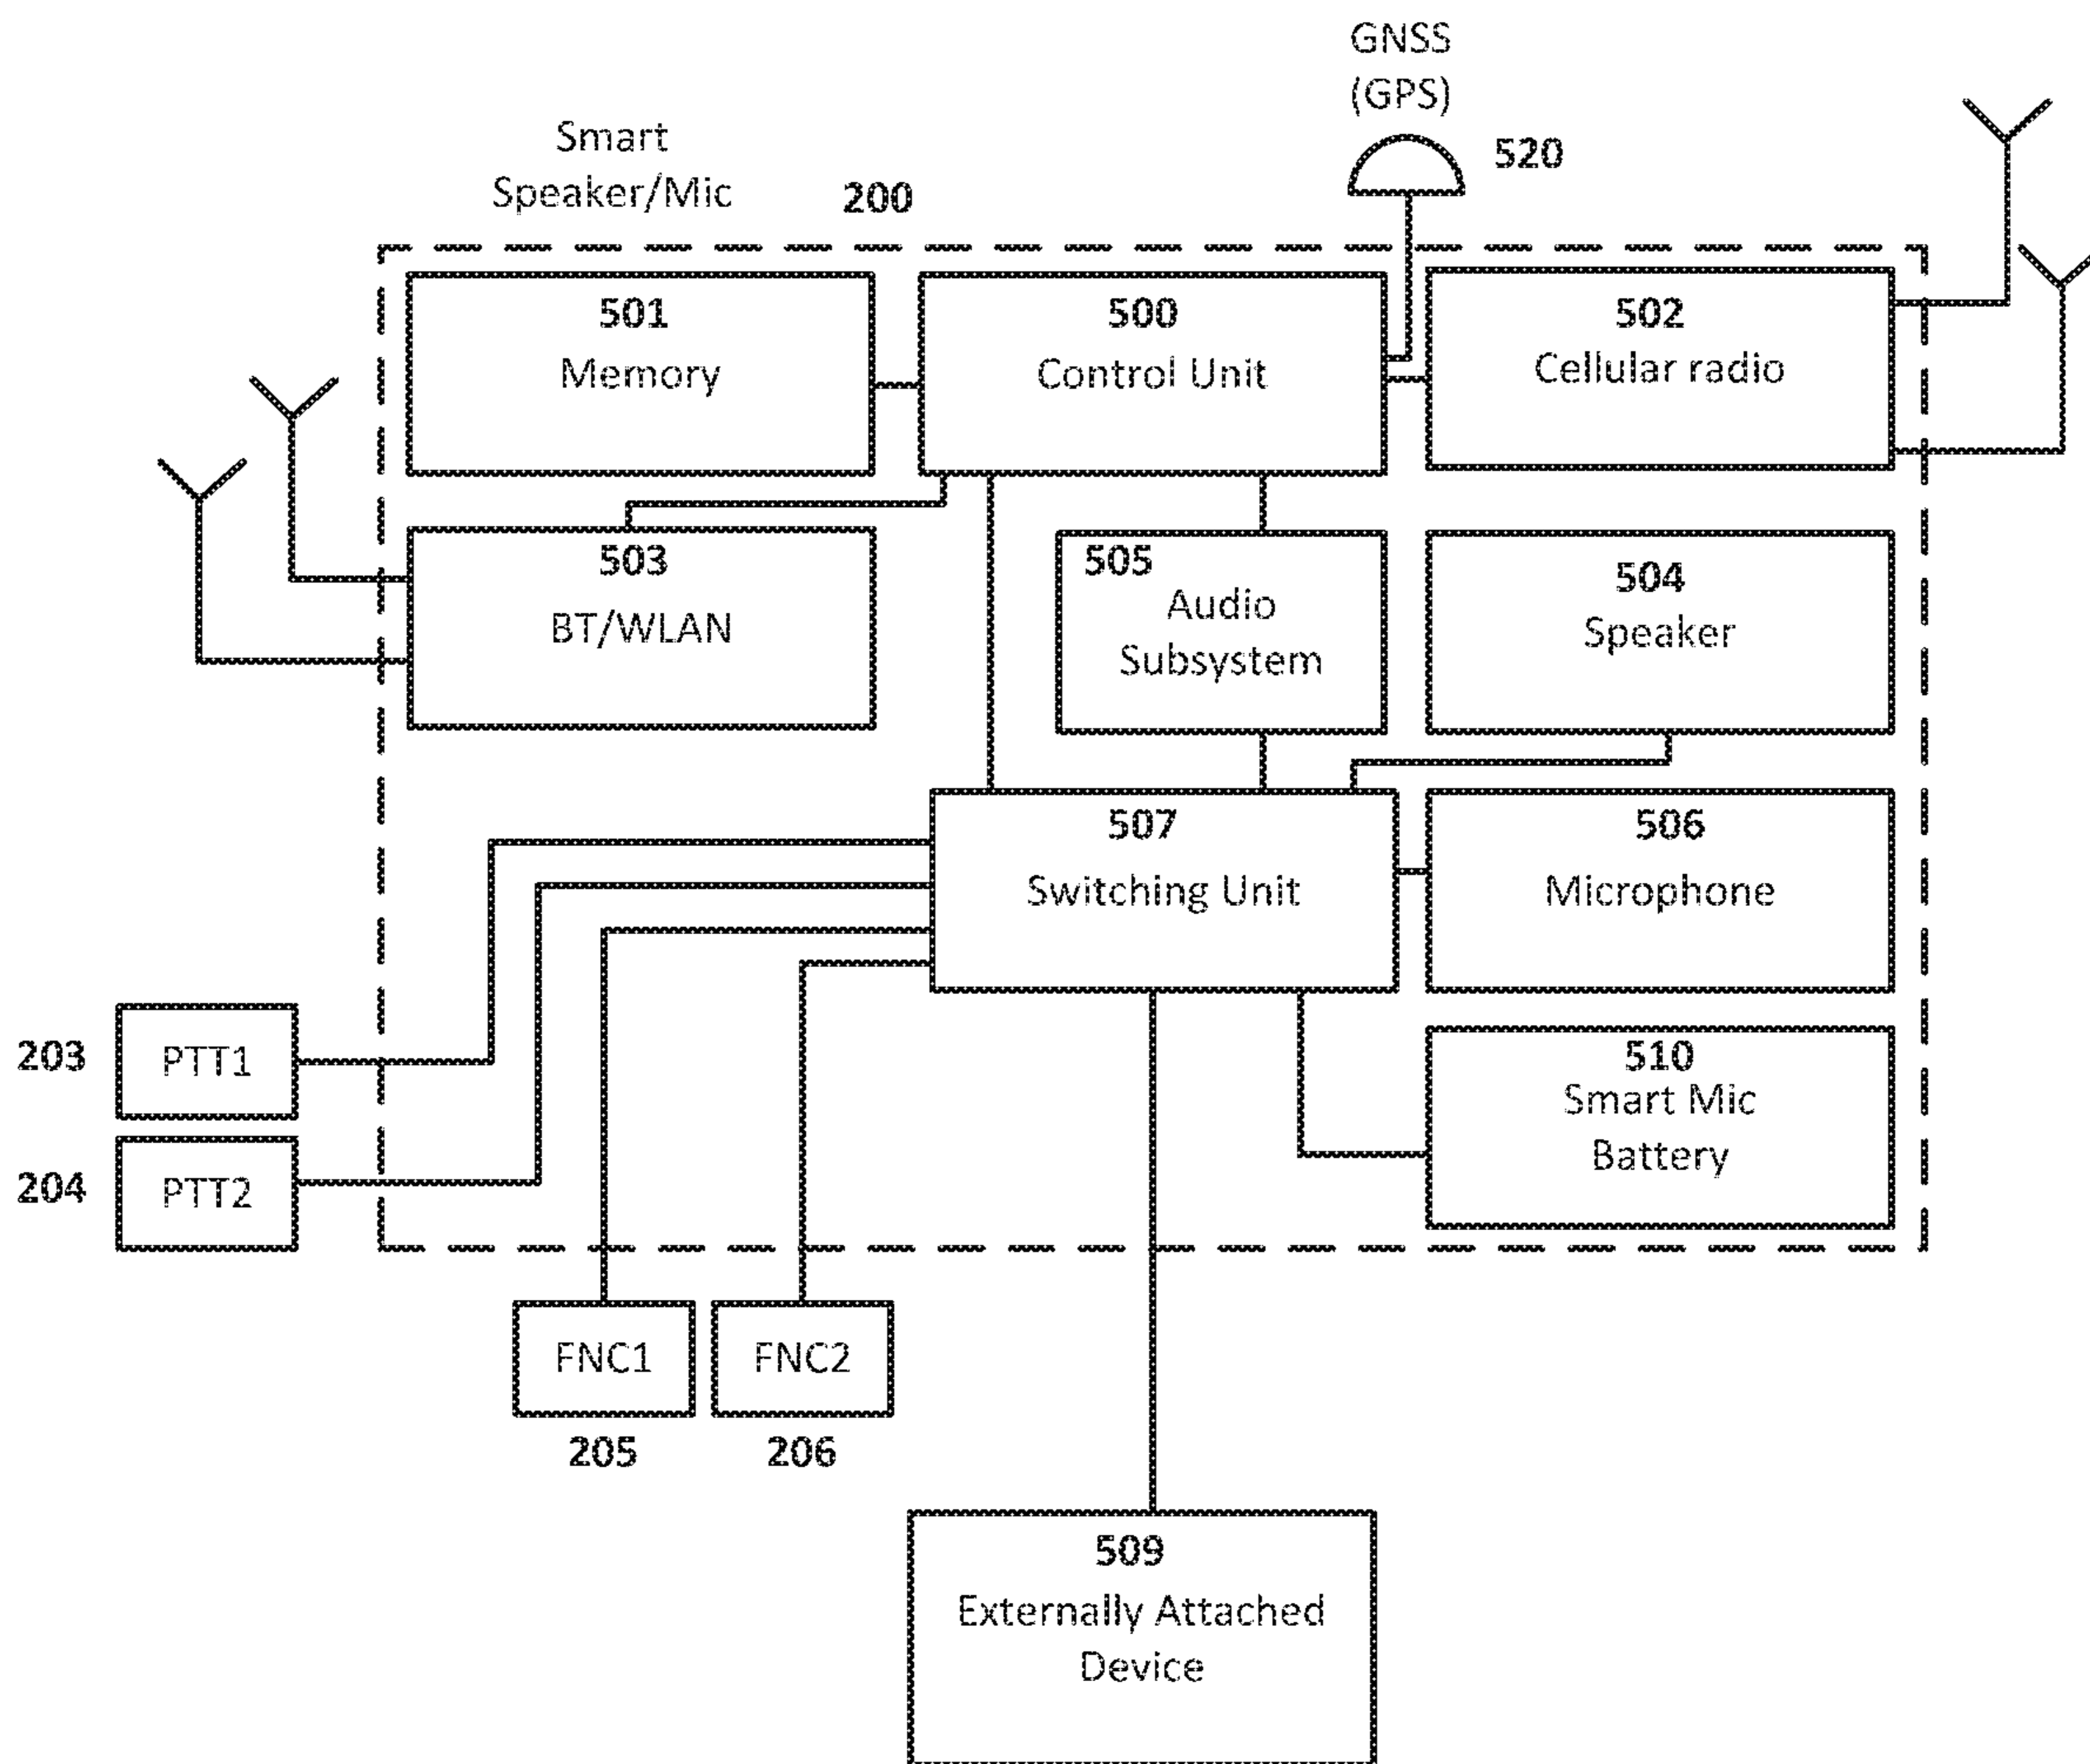 GNSS
(GPS)
520
Smart
Speaker/Mic
200
501
Memory
500
Control Unit
502
Cellular radio
503
BT/WLAN
505
Audio
Subsystem
504
Speaker
507
Switching Unit
506
Microphone
203
PTT1
510
Smart Mic
Battery
204
PTT2
FNC1
FNC2
205
206
509
Externally Attached
Device